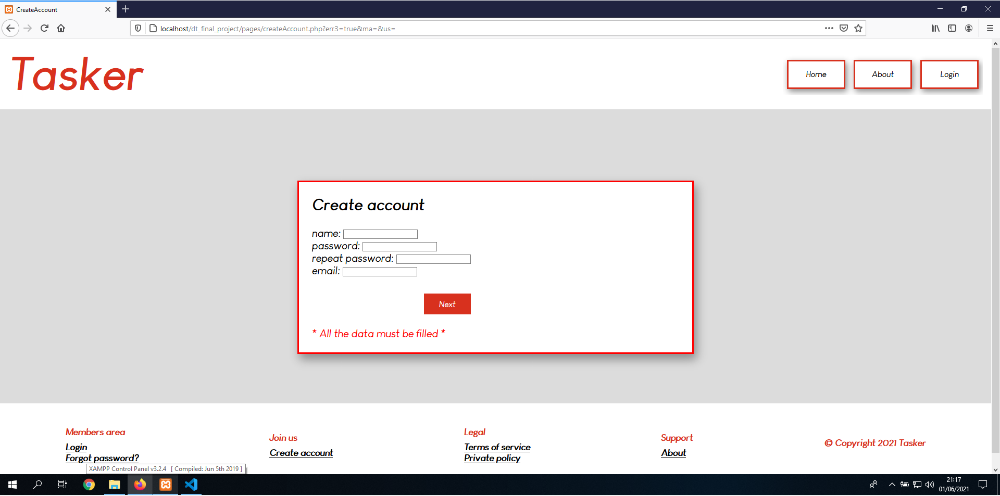 CreateAccount
localhost/dt_final_project/pages/createAccount.php?err3=true&ma=&us=
Tasker
Home
About
Login
Create account
name:
password:
repeat password:
email:
Next
* All the data must be filled *
Members area
Login
Forgot password?
Join us
Create account
Legal
Terms of service
Private policy
Support
About
© Copyright 2021 Tasker
XAMPP Control Panel v3.2.4 [ Compiled: Jun 5th 2019 ]
21:17
01/06/2021